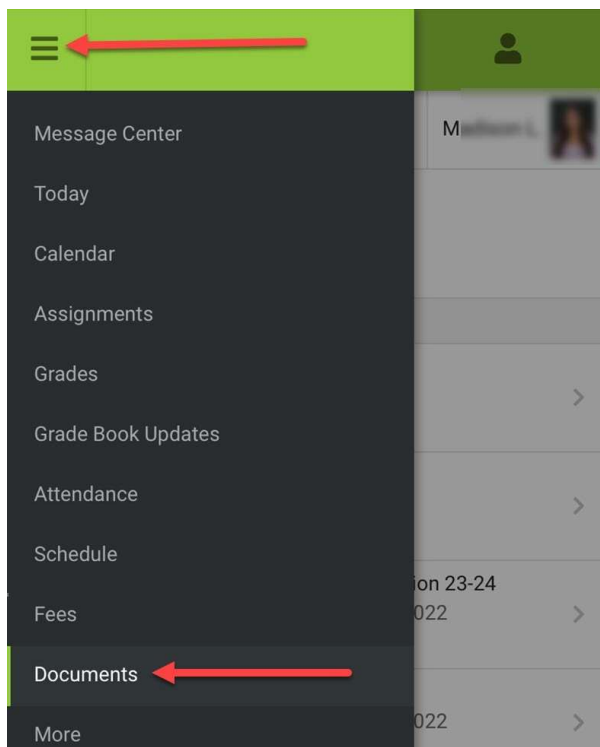 Message Center
Today
Calendar
Assignments
Grades
Grade Book Updates
Attendance
Schedule
ion 23-24
Fees
022
Documents
More
022